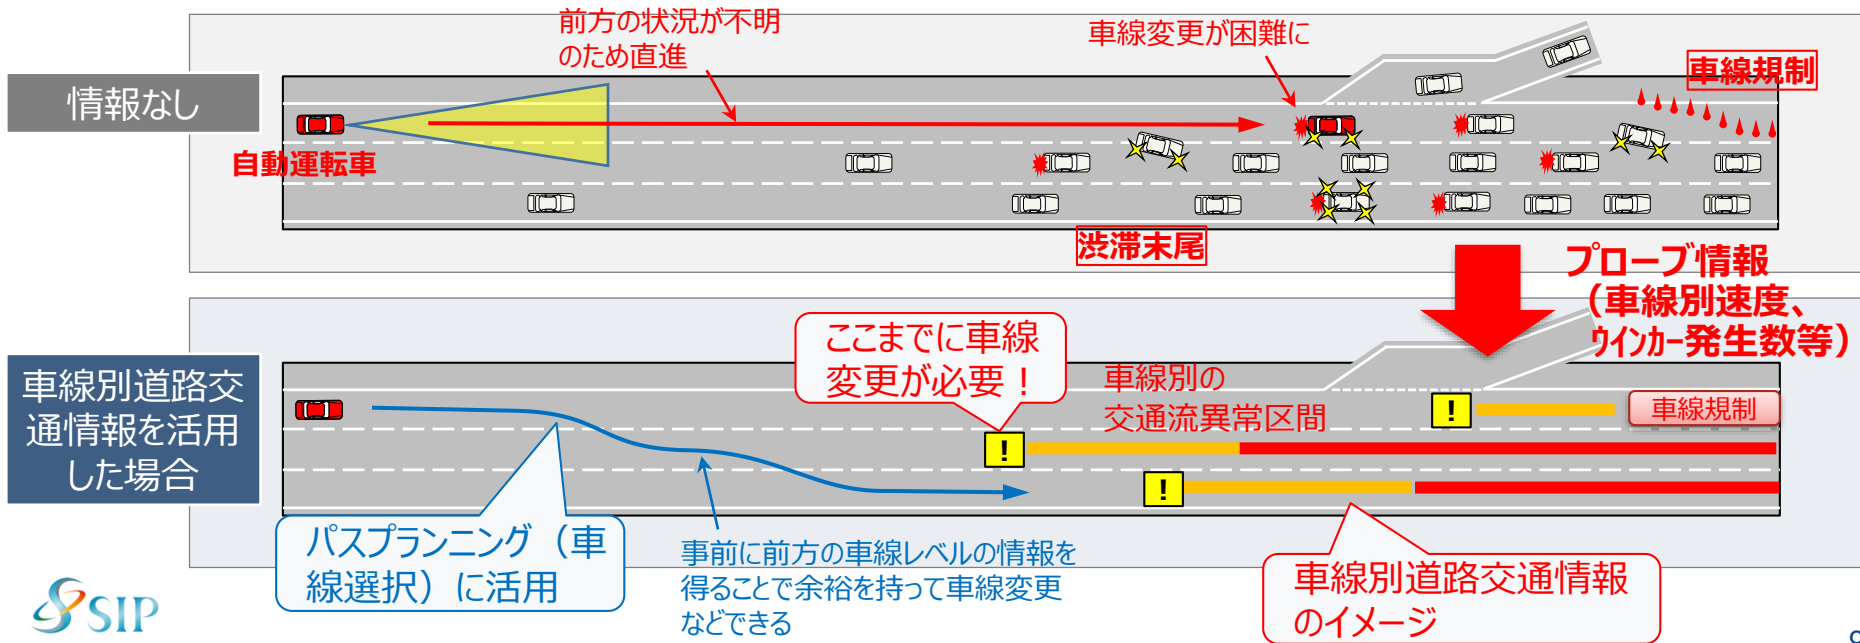 前方の状況が不明
のため直進
車線変更が困難に
車線規制
情報なし
自動運転車
渋滞末尾
プローブ情報
（車線別速度、
ｳｲﾝｶｰ発生数等）
ここまでに車線
変更が必要！
車線別の
交通流異常区間
!
車線規制
車線別道路交
通情報を活用
した場合
!
!
パスプランニング（車
線選択）に活用
事前に前方の車線レベルの情報を
得ることで余裕を持って車線変更
などできる
車線別道路交通情報
のイメージ
SIP